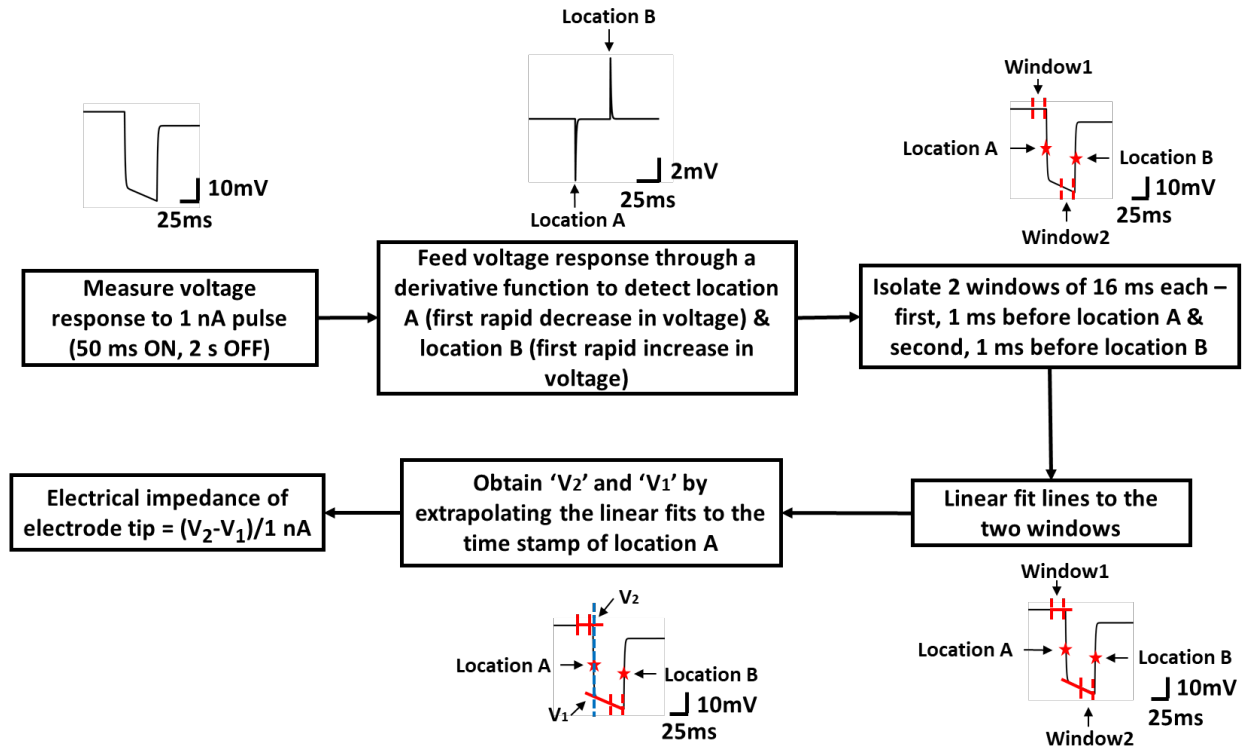 10mV
25ms
Location B
2mV
25ms
Location A
Window1
Location A
Location B
10mV
25ms
Window2
Measure voltage
response to 1 nA pulse
(50 ms ON, 2 s OFF)
Feed voltage response through a
derivative function to detect location
A (first rapid decrease in voltage) &
location B (first rapid increase in
voltage)
Isolate 2 windows of 16 ms each –
first, 1 ms before location A &
second, 1 ms before location B
Electrical impedance of
electrode tip = (V2-V1)/1 nA
Obtain ‘V2’ and ‘V1’ by
extrapolating the linear fits to the
time stamp of location A
Linear fit lines to the
two windows
V2
Location A
Location B
V1
10mV
25ms
Window1
Location A
Location B
10mV
25ms
Window2